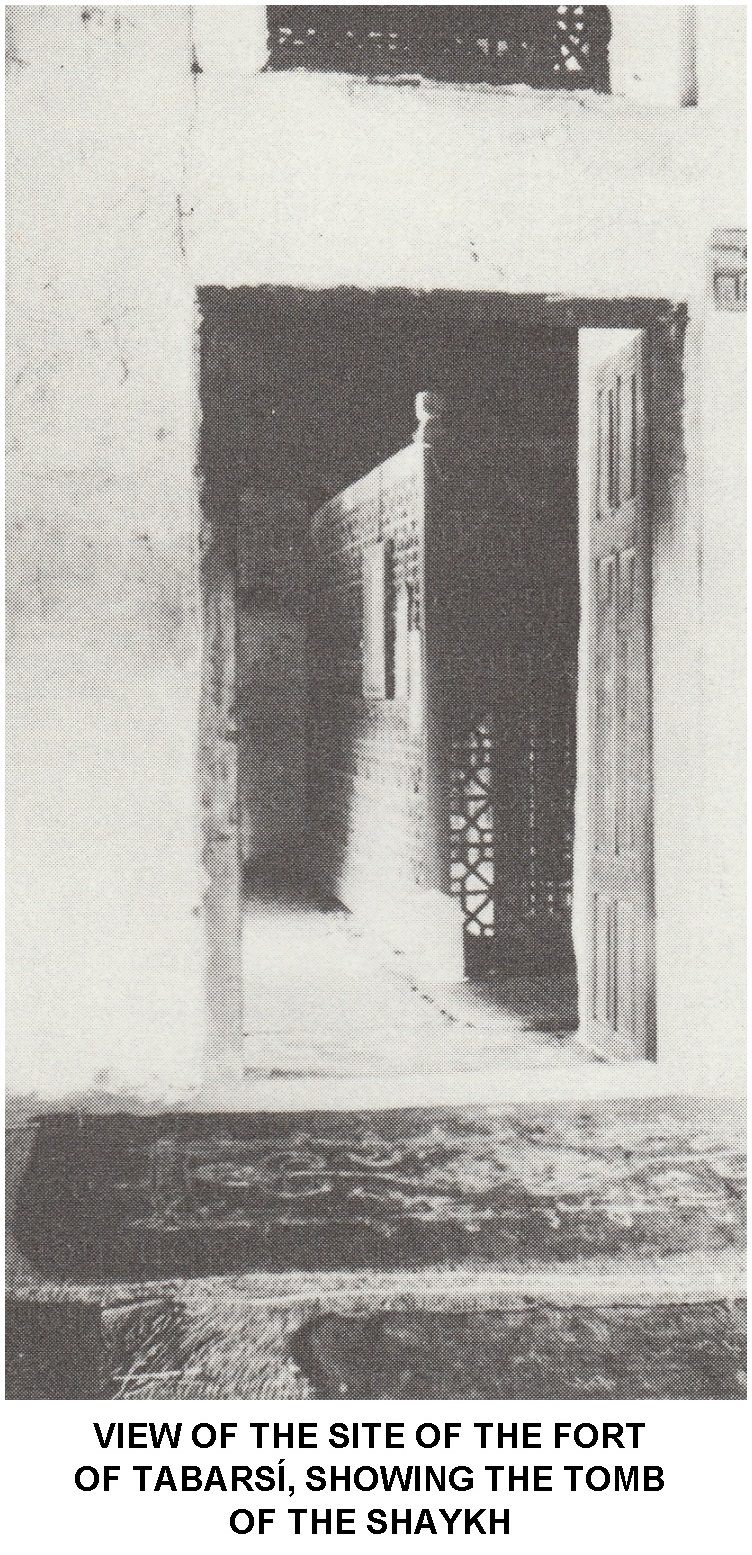 VIEW OF THE SITE OF THE FORT
OF TABARSÍ, SHOWING THE TOMB
OF THE SHAYKH